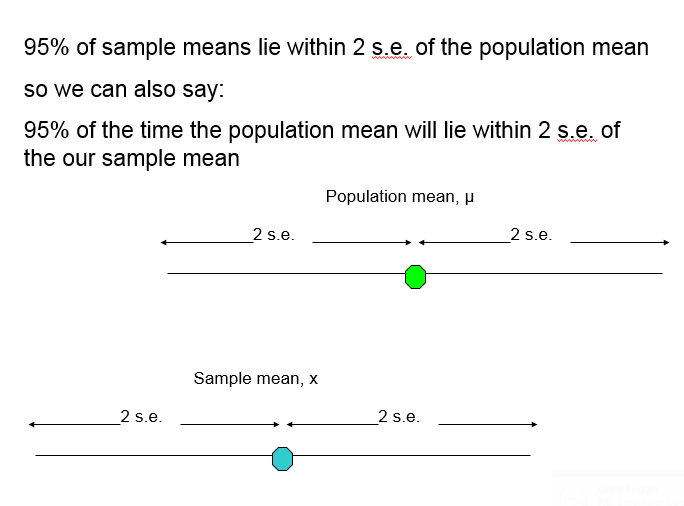 95% of sample means lie within 2 s.e. of the population mean
so we can also say:
95% of the time the population mean will lie within 2 s.e. of
the our sample mean
Population mean, μ
2 s.e.
2 s.e.
Sample mean, x
2 s.e.
2 s.e.